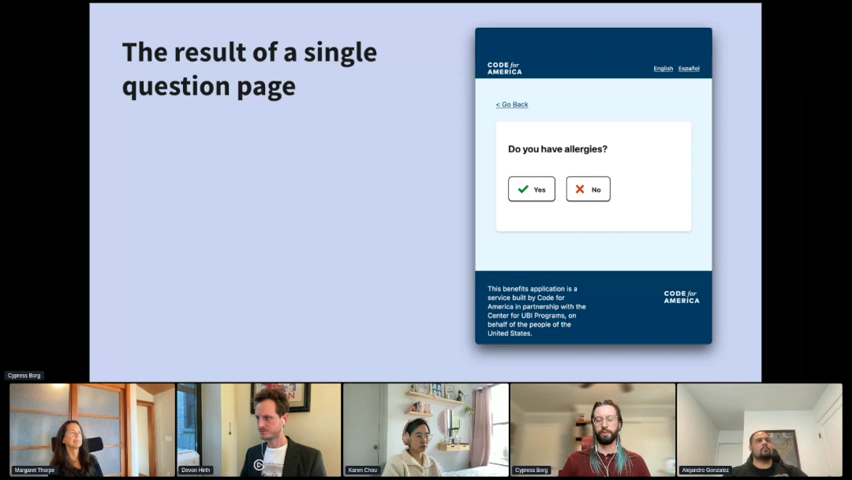 The result of a single
question page
CODE for
AMERICA
English Español
< Go Back
Do you have allergies?
Yes No
This benefits application is a
service built by Code for
America in partnership with the
Center for UBI Programs, on
behalf of the people of the
United States.
CODE for
AMERICA
Cypress Borg
Margaret Thorpe
Devon Hirth
Karen Chau
Cypress Borg
Alejandro Gonzalez